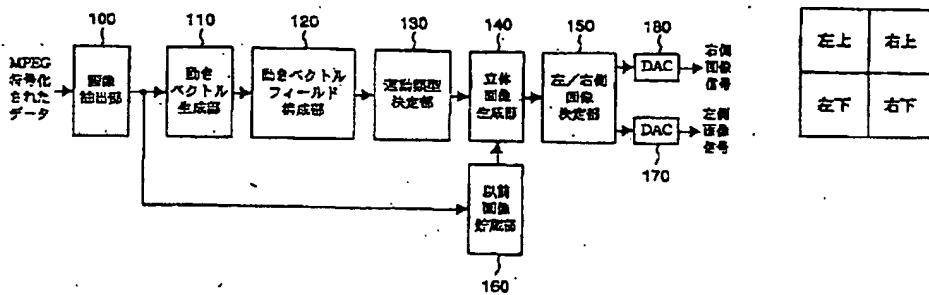 100
110
120
130
140
150
180
MPEG
符号化
された
データ
画像
抽出部
動き
ベクトル
生成部
動きベクトル
フィールド
構成部
運動類型
決定部
立体
画像
生成部
左／右側
画像
決定部
DAC
右側
画像
信号
DAC
左側
画像
信号
170
以前
画像
貯蔵部
160
左上
右上
左下
右下